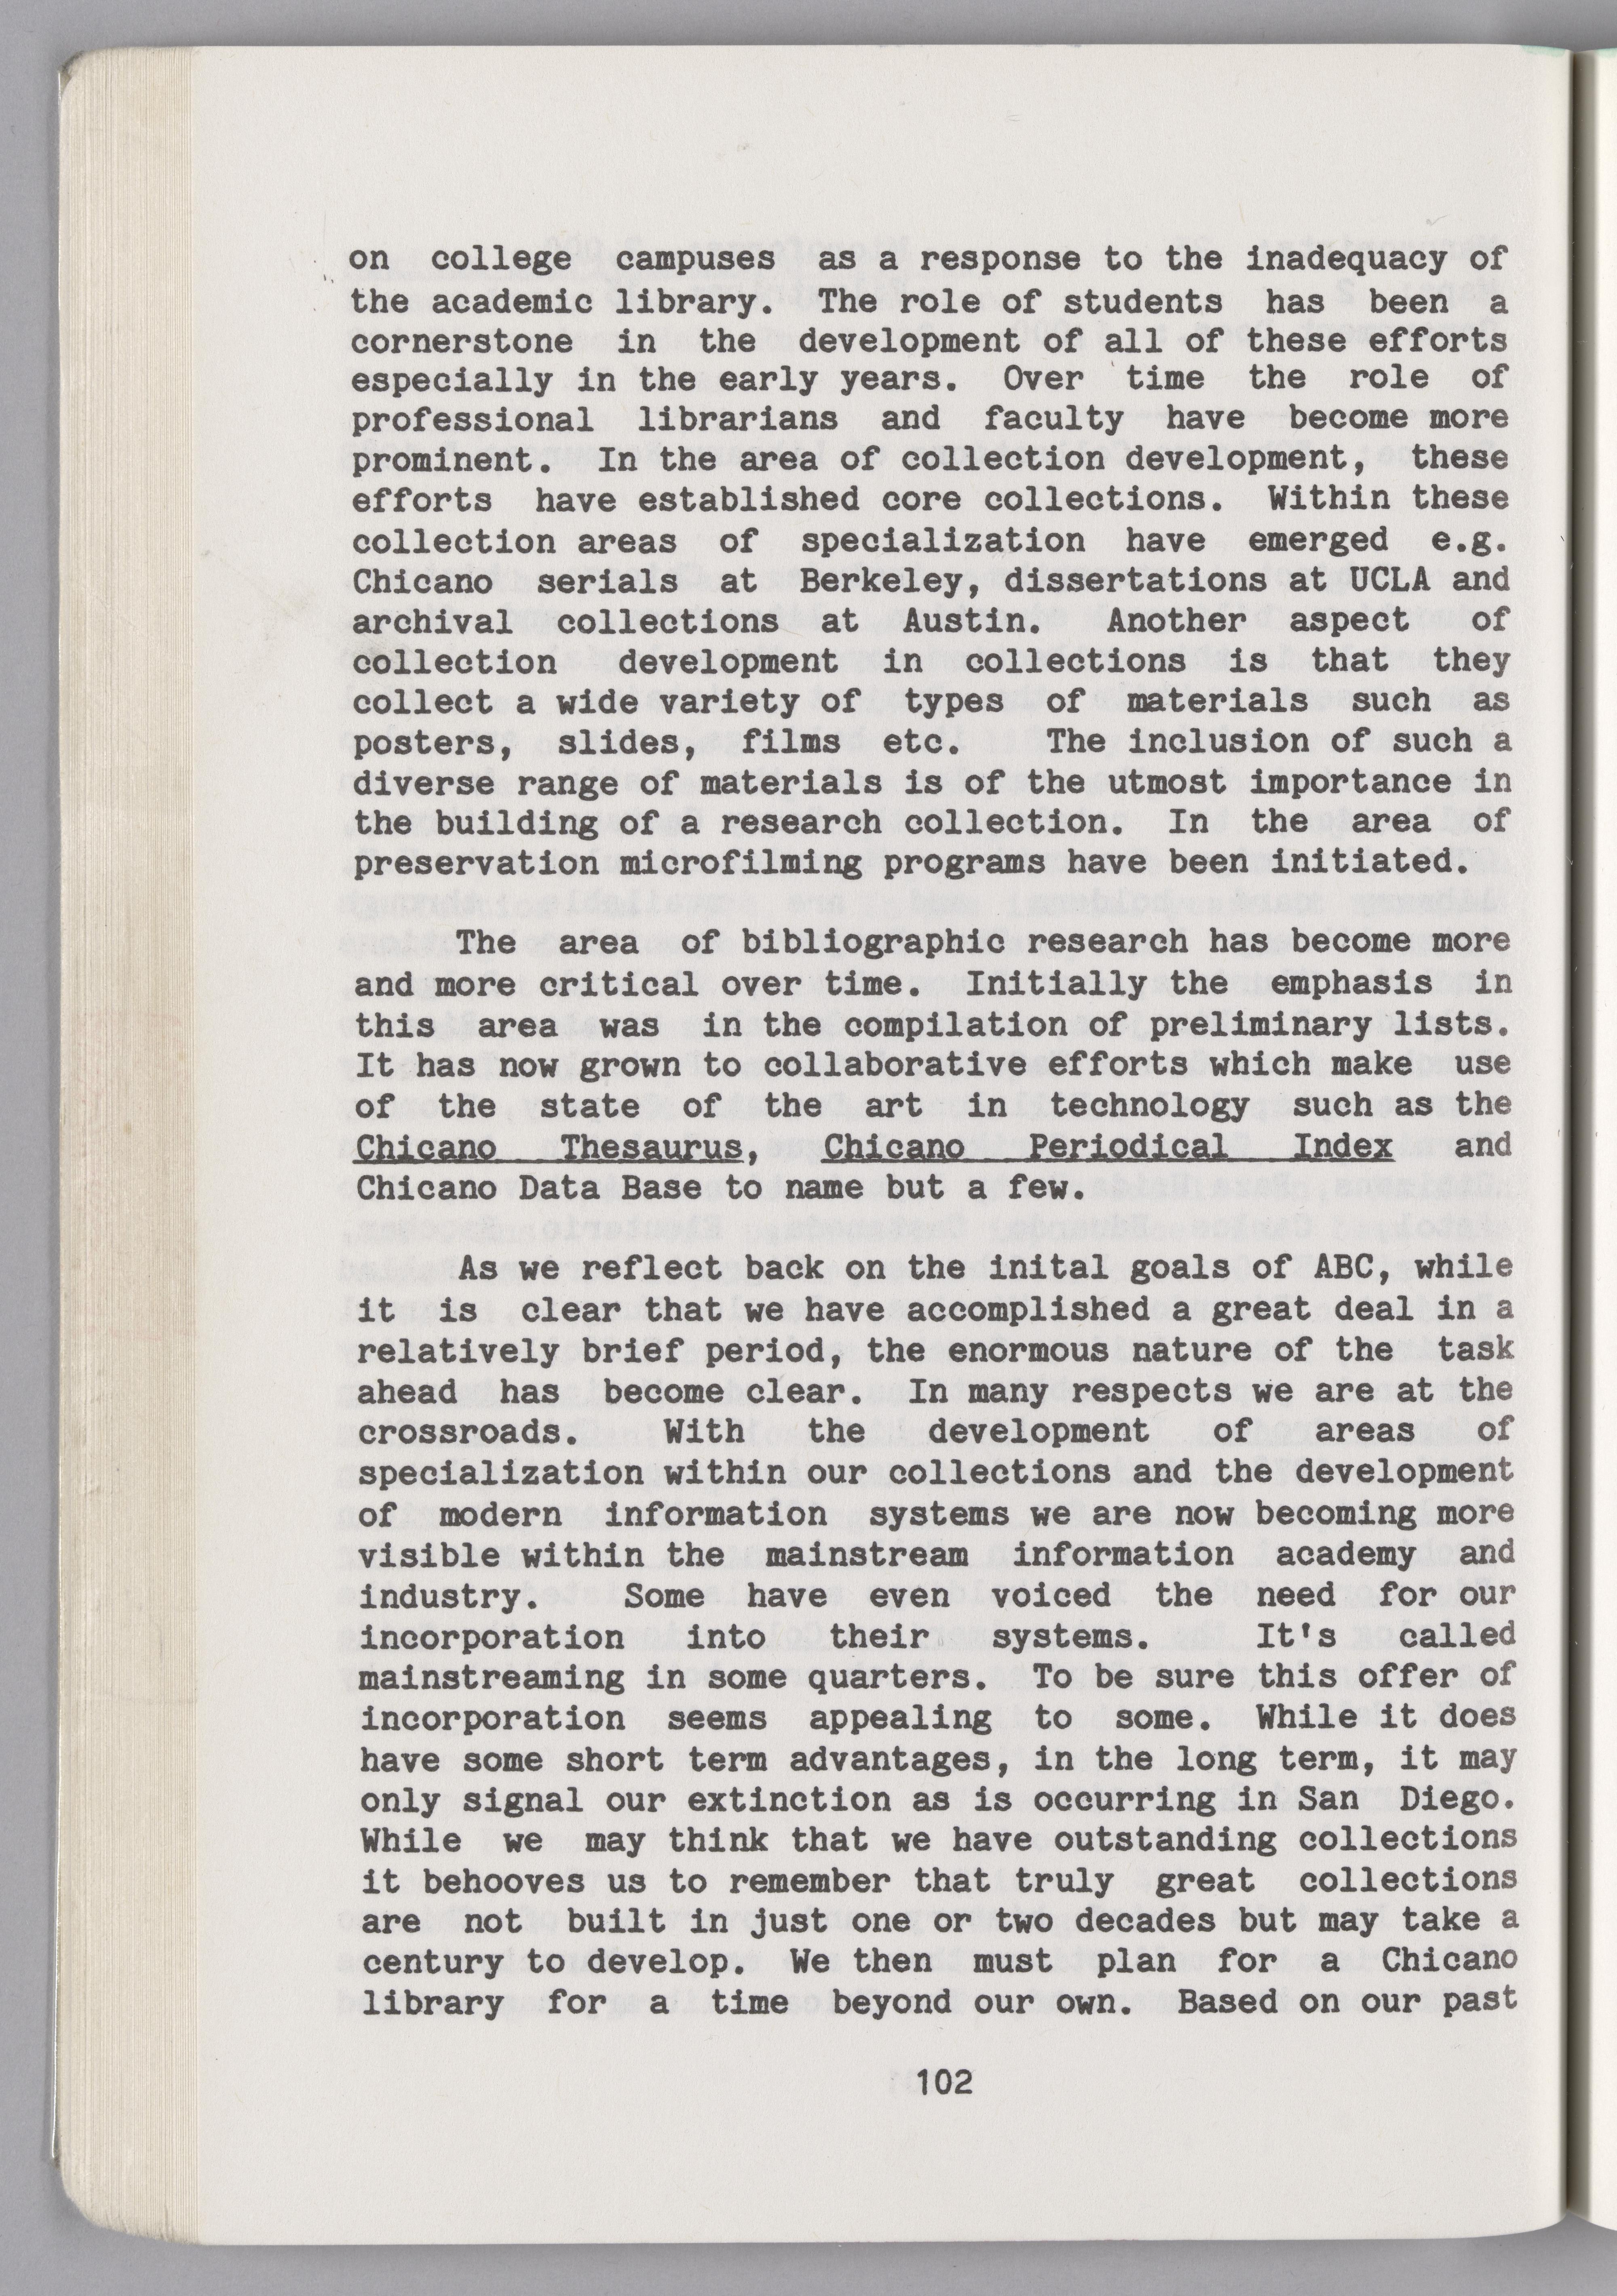 on college campuses as a response to the inadequacy of
the academic library. The role of students has been a
cornerstone in the development of all of these efforts
especially in the early years. Over time the role of
professional librarians and faculty have become more
prominent. In the area of collection development, these
efforts have established core collections. Within these
collection areas of specialization have emerged e.g.
Chicano serials at Berkeley, dissertations at UCLA and
archival collections at Austin. Another aspect of
collection development in collections is that they
collect a wide variety of types of materials such as
posters, slides, films etc. The inclusion of such a
diverse range of materials is of the utmost importance in
the building of a research collection. In the area of
preservation microfilming programs have been initiated.
The area of bibliographic research has become more
and more critical over time. Initially the emphasis in
this area was in the compilation of preliminary lists.
It has now grown to collaborative efforts which make use
of the state of the art in technology such as the
Chicano Thesaurus, Chicano Periodical Index and
Chicano Data Base to name but a few.
As we reflect back on the inital goals of ABC, while
it is clear that we have accomplished a great deal in a
relatively brief period, the enormous nature of the task
ahead has become clear. In many respects we are at the
crossroads. With the development of areas of
specialization within our collections and the development
of modern information systems we are now becoming more
visible within the mainstream information academy and
industry. Some have even voiced the need for our
incorporation into their systems. It's called
mainstreaming in some quarters. To be sure this offer of
incorporation seems appealing to some. While it does
have some short term advantages, in the long term, it may
only signal our extinction as is occurring in San Diego.
While we may think that we have outstanding collections
it behooves us to remember that truly great collections
are not built in just one or two decades but may take a
century to develop. We then must plan for a Chicano
library for a time beyond our own. Based on our past
102